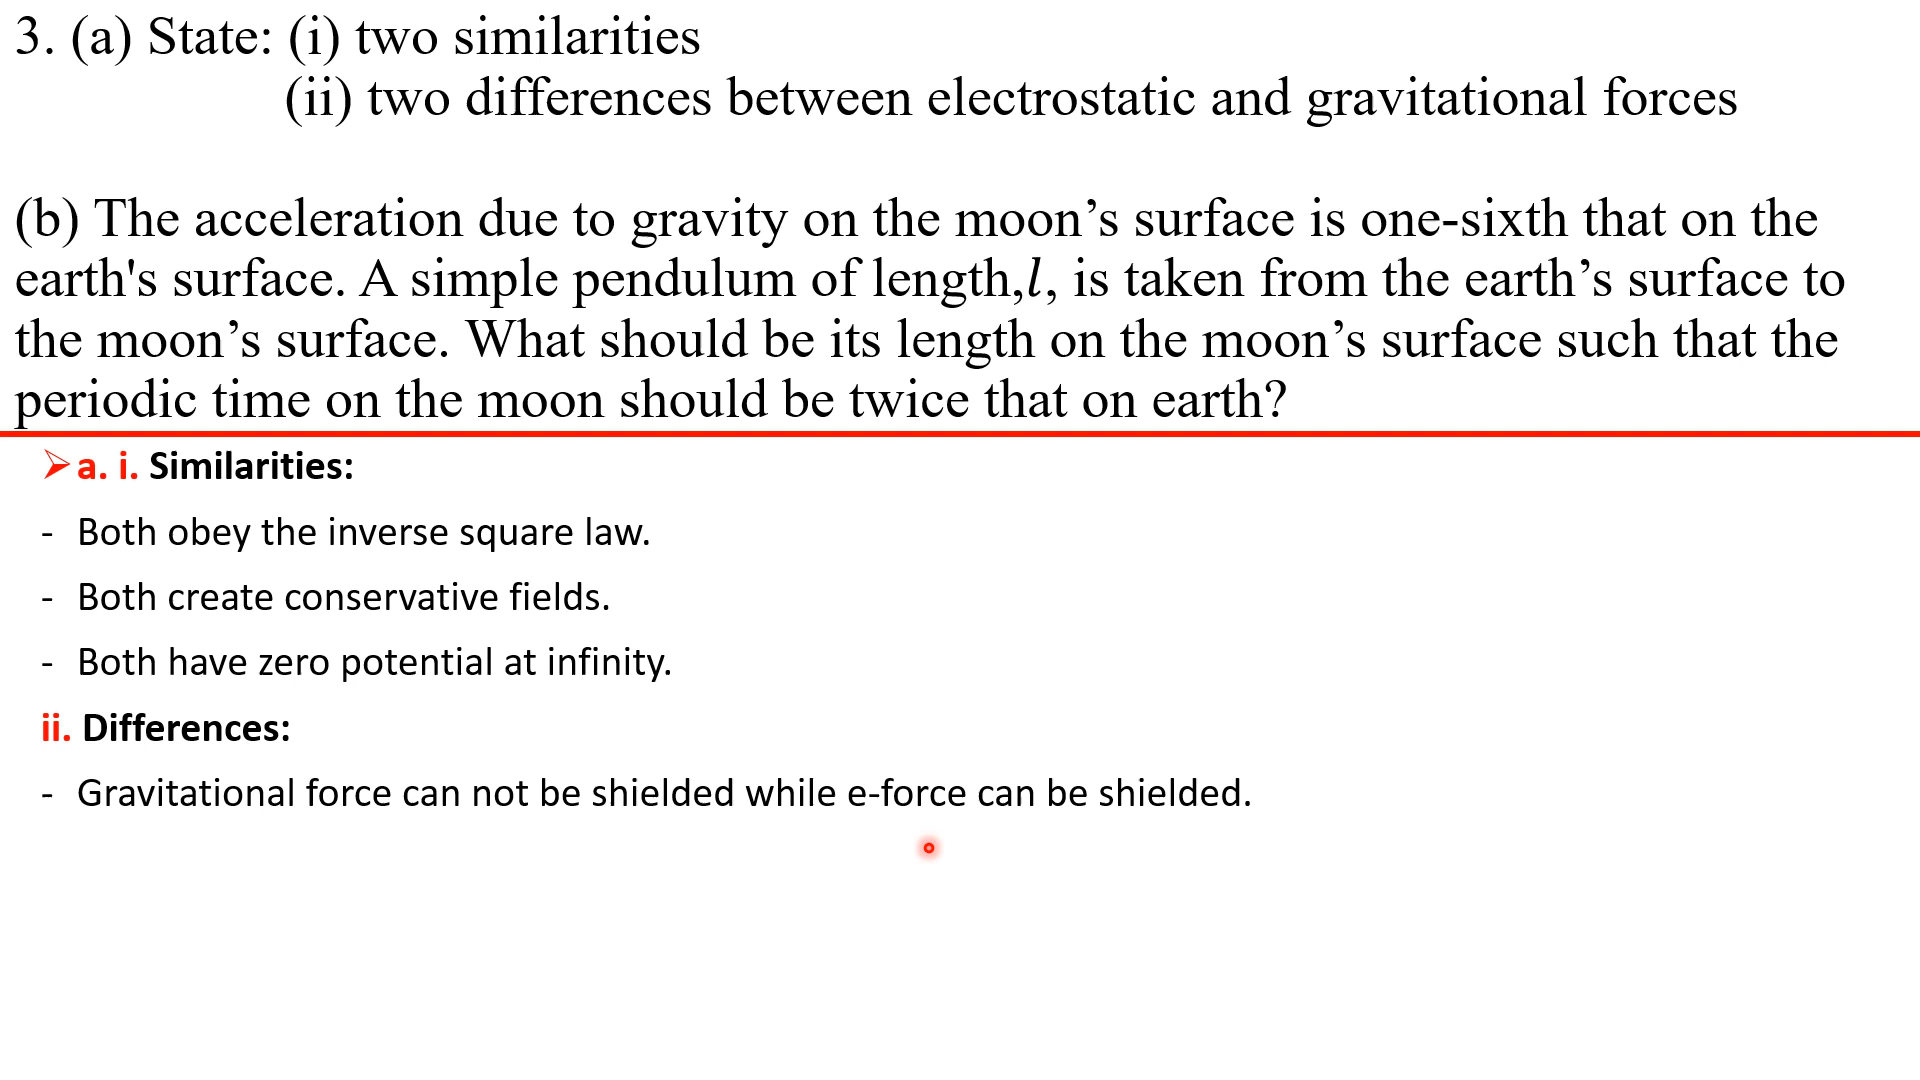 3. (a) State: (i) two similarities
(ii) two differences between electrostatic and gravitational forces
(b) The acceleration due to gravity on the moon’s surface is one-sixth that on the
earth's surface. A simple pendulum of length,l, is taken from the earth’s surface to
the moon’s surface. What should be its length on the moon’s surface such that the
periodic time on the moon should be twice that on earth?
➢ a. i. Similarities:
- Both obey the inverse square law.
- Both create conservative fields.
- Both have zero potential at infinity.
ii. Differences:
- Gravitational force can not be shielded while e-force can be shielded.